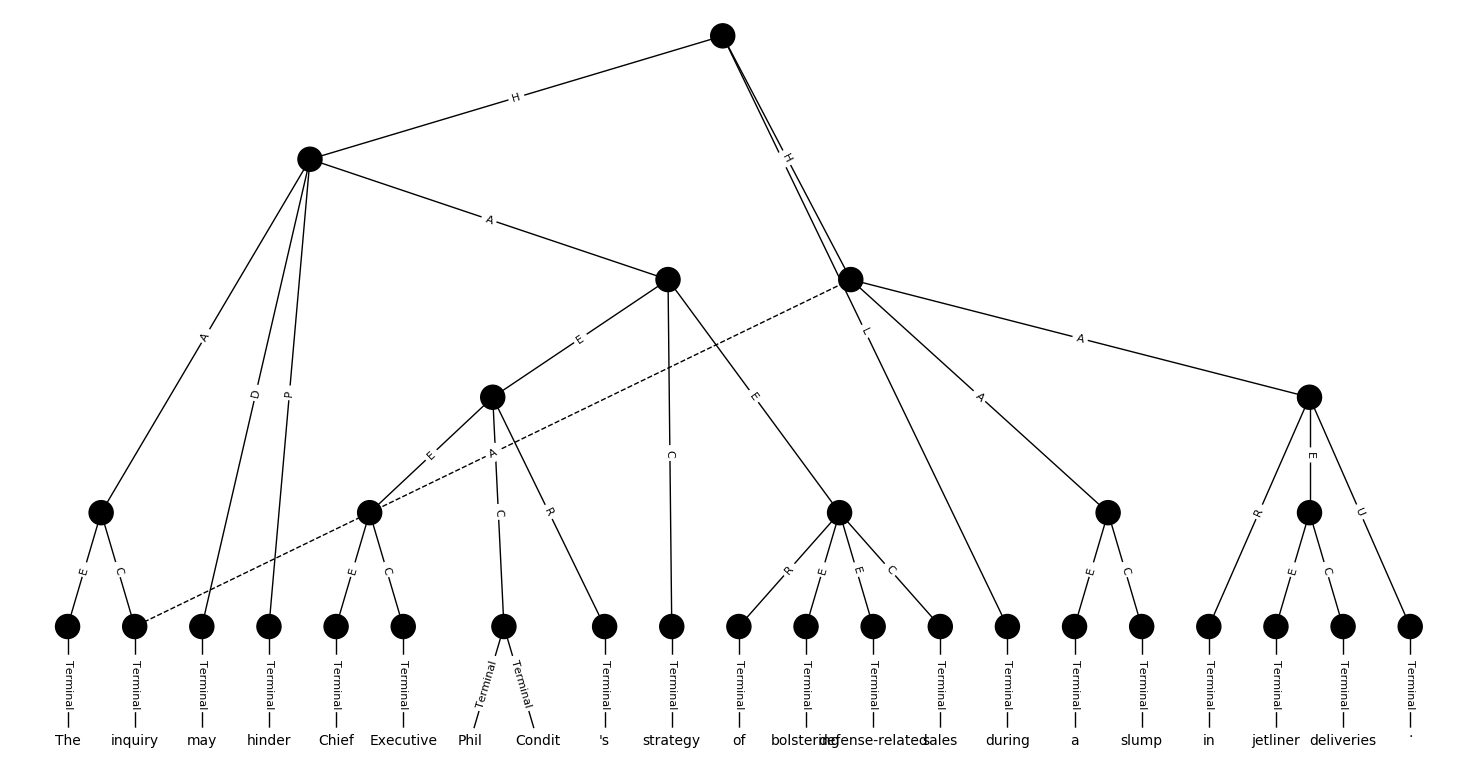 H
H
A
L
A
D
P
E
C
E
A
A
E
C
R
A
R
E
U
E
C
E
C
R
E
E
C
E
C
E
C
Terminal Terminal Terminal Terminal Terminal Terminal Terminal Terminal Terminal Terminal Terminal Terminal Terminal Terminal Terminal Terminal Terminal Terminal Terminal Terminal Terminal Terminal
The inquiry may hinder Chief Executive Phil Condit 's strategy of bolstering defense-related sales during a slump in jetliner deliveries .